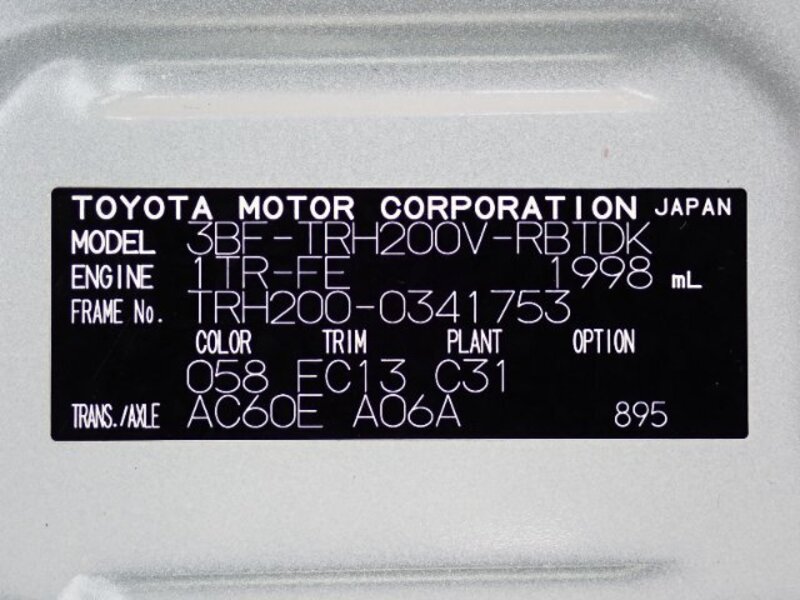 TOYOTA MOTOR CORPORATION JAPAN
MODEL 3BF-TRH200V-RBTDK
ENGINE 1TR-FE 1998 mL
FRAME No. TRH200-0341753
COLOR TRIM PLANT OPTION
058 FC13 C31
TRANS./AXLE AC60E A06A 895